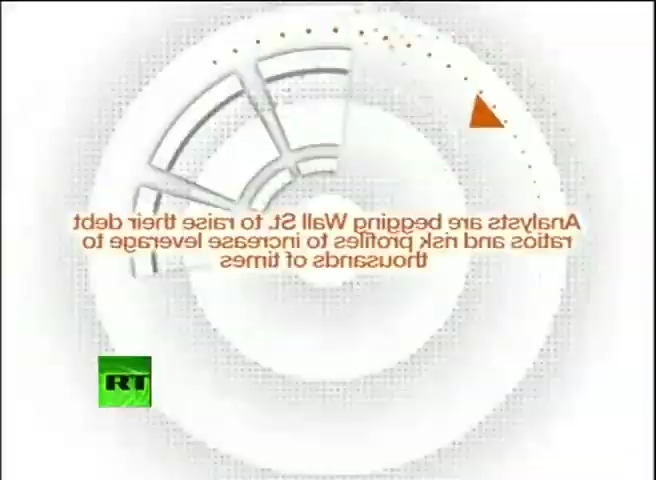 Analysts are begging Wall St. to raise their debt
ratios and risk profiles to increase leverage to
thousands of times
RT